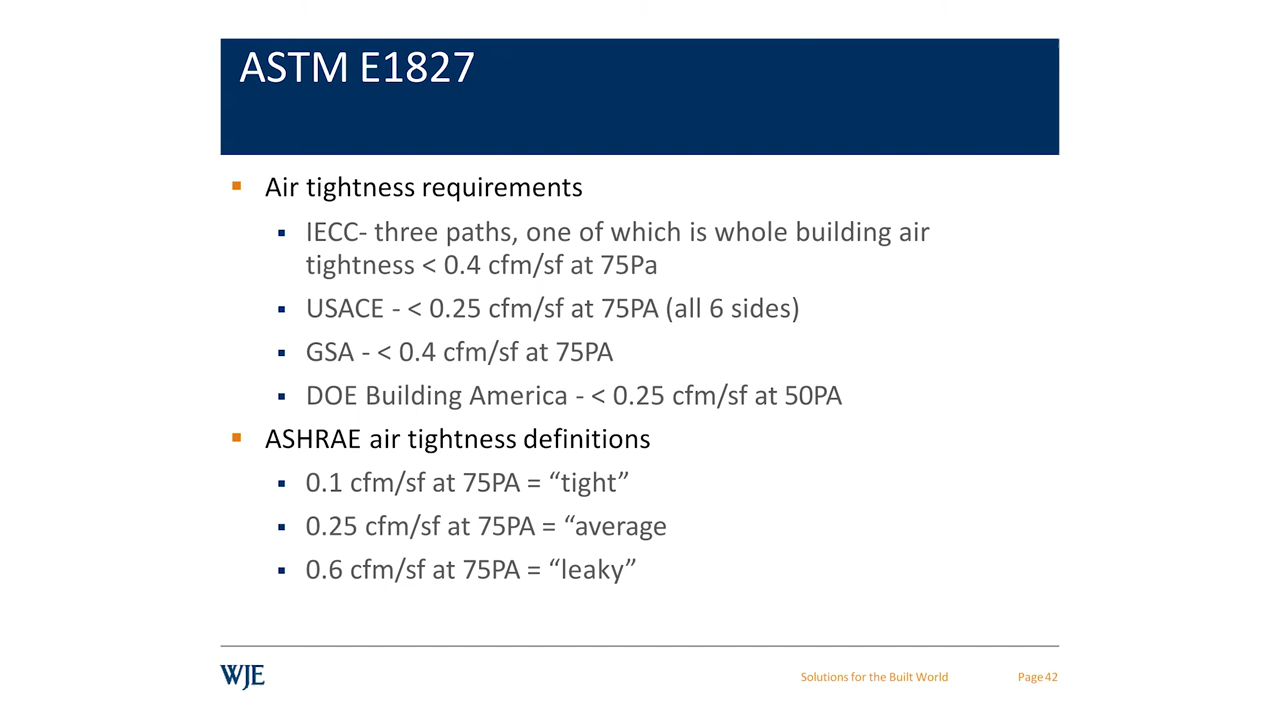 ASTM E1827
▪ Air tightness requirements
▪ IECC- three paths, one of which is whole building air
tightness < 0.4 cfm/sf at 75Pa
▪ USACE - < 0.25 cfm/sf at 75PA (all 6 sides)
▪ GSA - < 0.4 cfm/sf at 75PA
▪ DOE Building America - < 0.25 cfm/sf at 50PA
▪ ASHRAE air tightness definitions
▪ 0.1 cfm/sf at 75PA = “tight”
▪ 0.25 cfm/sf at 75PA = “average
▪ 0.6 cfm/sf at 75PA = “leaky”
WJE Solutions for the Built World Page 42